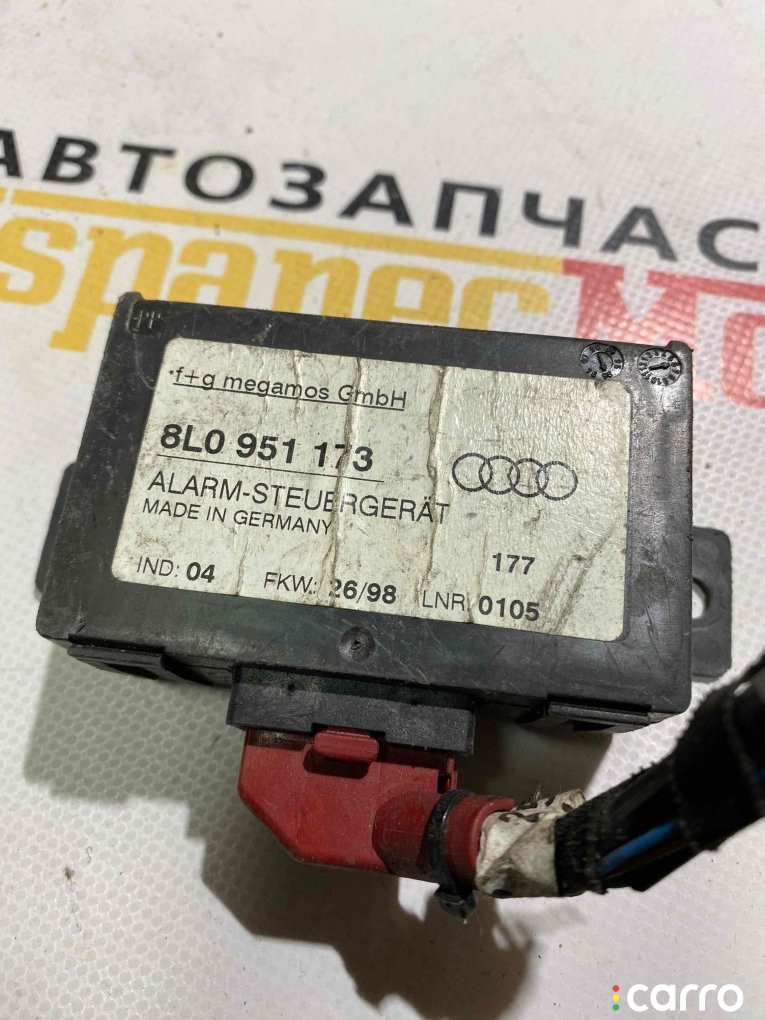 АВТОЗАПЧАС
spanecMo
f+g megamos GmbH
8L0 951 173
ALARM-STEUERGERÄT
MADE IN GERMANY
177
IND: 04 FKW: 26/98 LNR 0105
carro